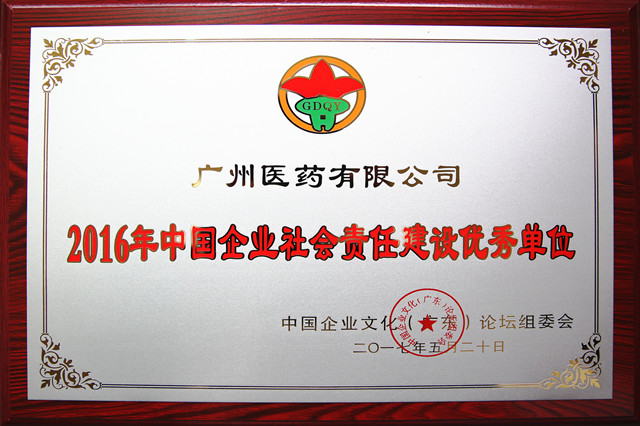 GDQY
广州医药有限公司
2016年中国企业社会责任建设优秀单位
中国企业文化（广东）论坛组委会
二〇一七年五月二十日